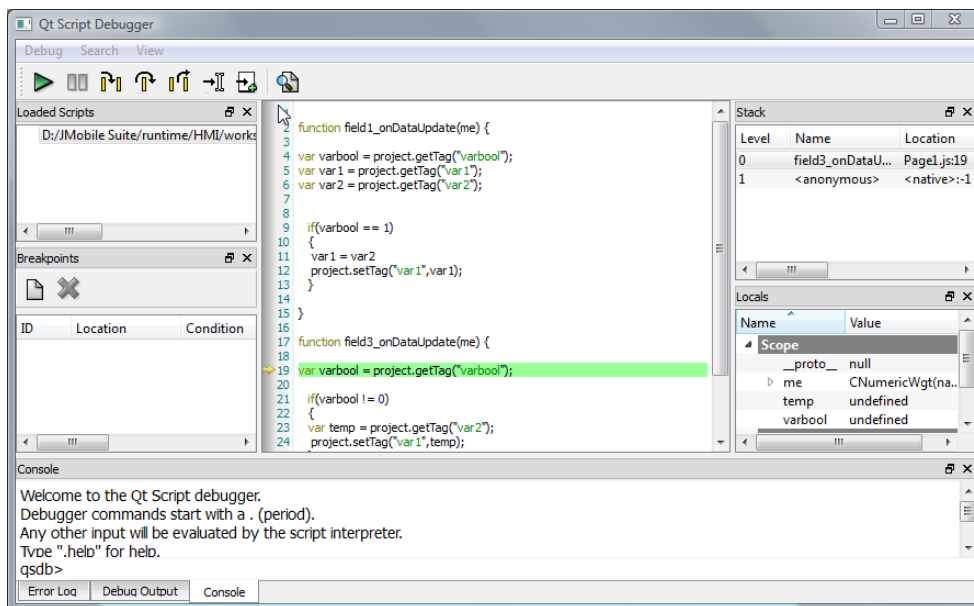 Qt Script Debugger
Debug Search View
Loaded Scripts
D:/JMobile Suite/runtime/HMI/works
Breakpoints
ID Location Condition
2 function field1_onDataUpdate(me) {
3
4 var varbool = project.getTag("varbool");
5 var var1 = project.getTag("var1");
6 var var2 = project.getTag("var2");
7
8
9 if(varbool == 1)
10 {
11 var1 = var2
12 project.setTag("var1",var1);
13 }
14
15 }
16
17 function field3_onDataUpdate(me) {
18
19 var varbool = project.getTag("varbool");
20
21 if(varbool != 0)
22 {
23 var temp = project.getTag("var2");
24 project.setTag("var1",temp);
Stack
Level Name Location
0 field3_onDataU... Page1.js:19
1 <anonymous> <native>:-1
Locals
Name Value
Scope
__proto__ null
me CNumericWgt(na...
temp undefined
varbool undefined
Console
Welcome to the Qt Script debugger.
Debugger commands start with a . (period).
Any other input will be evaluated by the script interpreter.
Type ".help" for help.
qsdb>
Error Log Debug Output Console